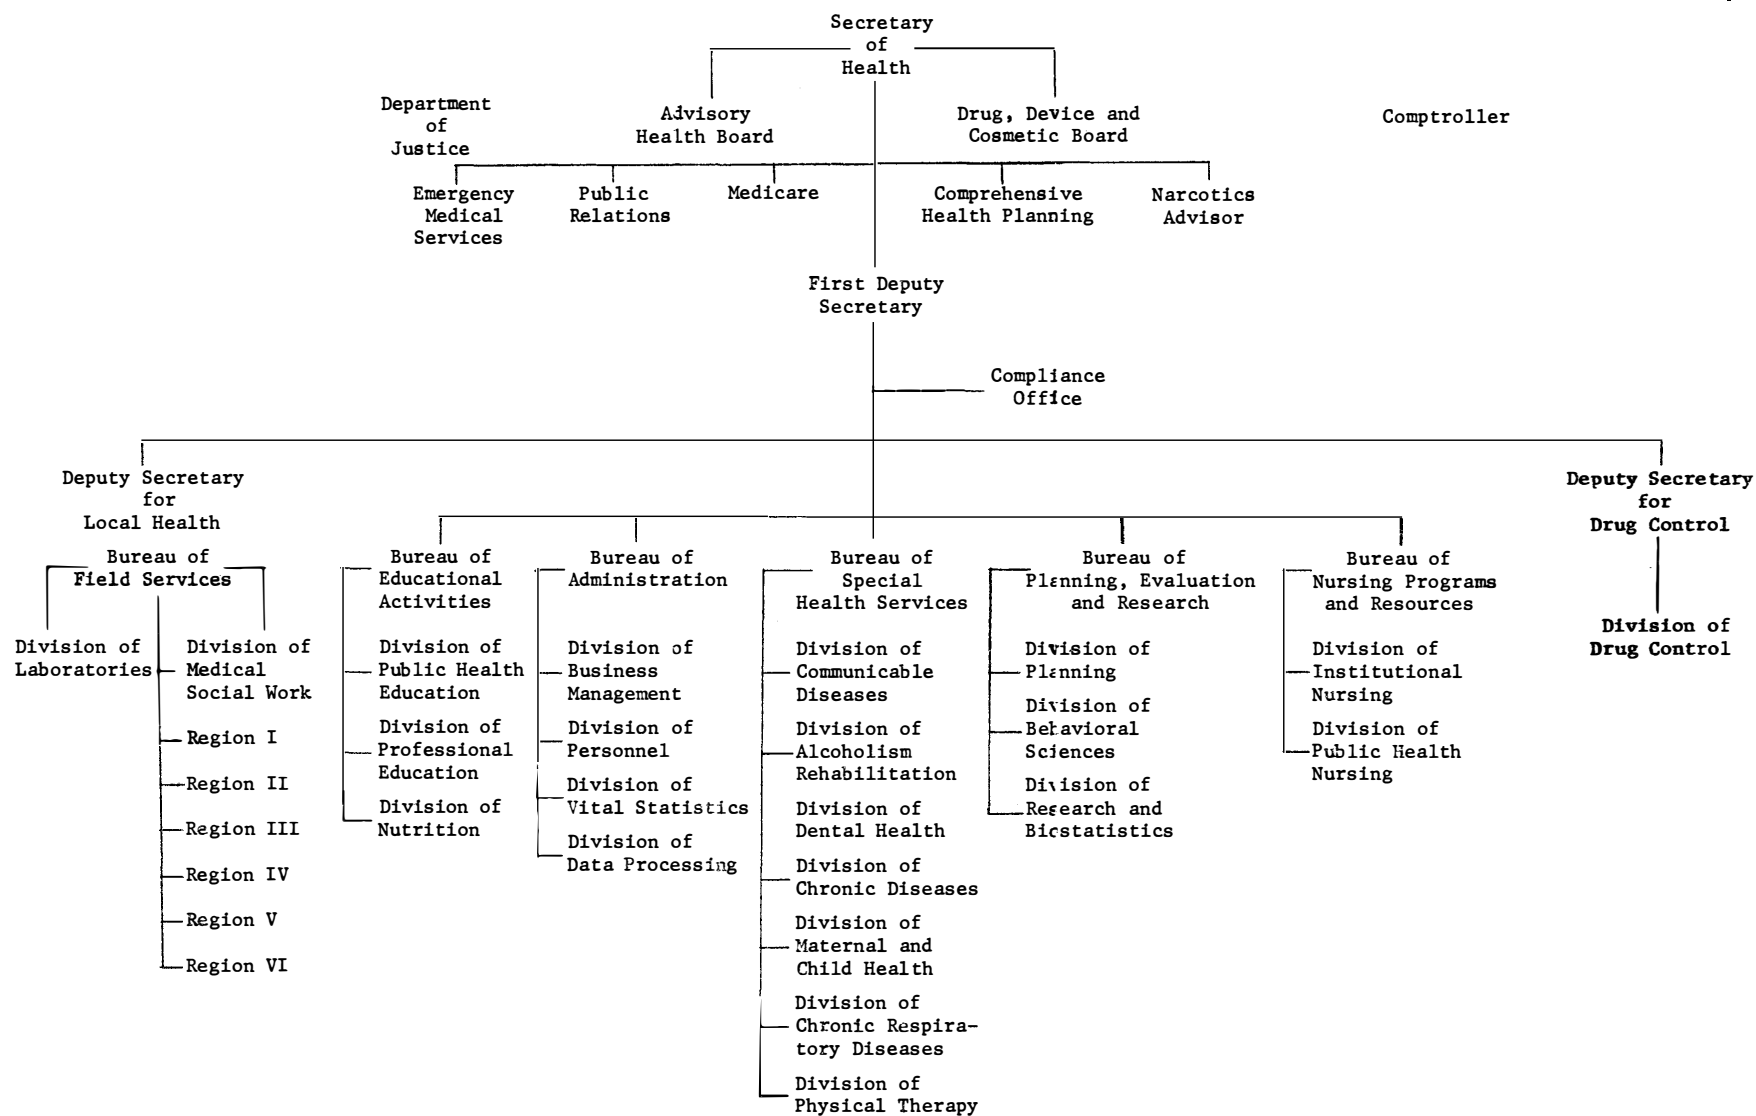 Secretary
of
Health
Department
of
Justice
Advisory
Health Board
Drug, Device and
Cosmetic Board
Comptroller
Emergency
Medical
Services
Public
Relations
Medicare
Comprehensive
Health Planning
Narcotics
Advisor
First Deputy
Secretary
Compliance
Office
Deputy Secretary
for
Local Health
Deputy Secretary
for
Drug Control
Bureau of
Field Services
Division of
Laboratories
Division of
Medical
Social Work
Region I
Region II
Region III
Region IV
Region V
Region VI
Bureau of
Educational
Activities
Division of
Public Health
Education
Division of
Professional
Education
Division of
Nutrition
Bureau of
Administration
Division of
Business
Management
Division of
Personnel
Division of
Vital Statistics
Division of
Data Processing
Bureau of
Special
Health Services
Division of
Communicable
Diseases
Division of
Alcoholism
Rehabilitation
Division of
Dental Health
Division of
Chronic Diseases
Division of
Maternal and
Child Health
Division of
Chronic Respira-
tory Diseases
Division of
Physical Therapy
Bureau of
Planning, Evaluation
and Research
Division of
Planning
Division of
Behavioral
Sciences
Division of
Research and
Biostatistics
Bureau of
Nursing Programs
and Resources
Division of
Institutional
Nursing
Division of
Public Health
Nursing
Division of
Drug Control